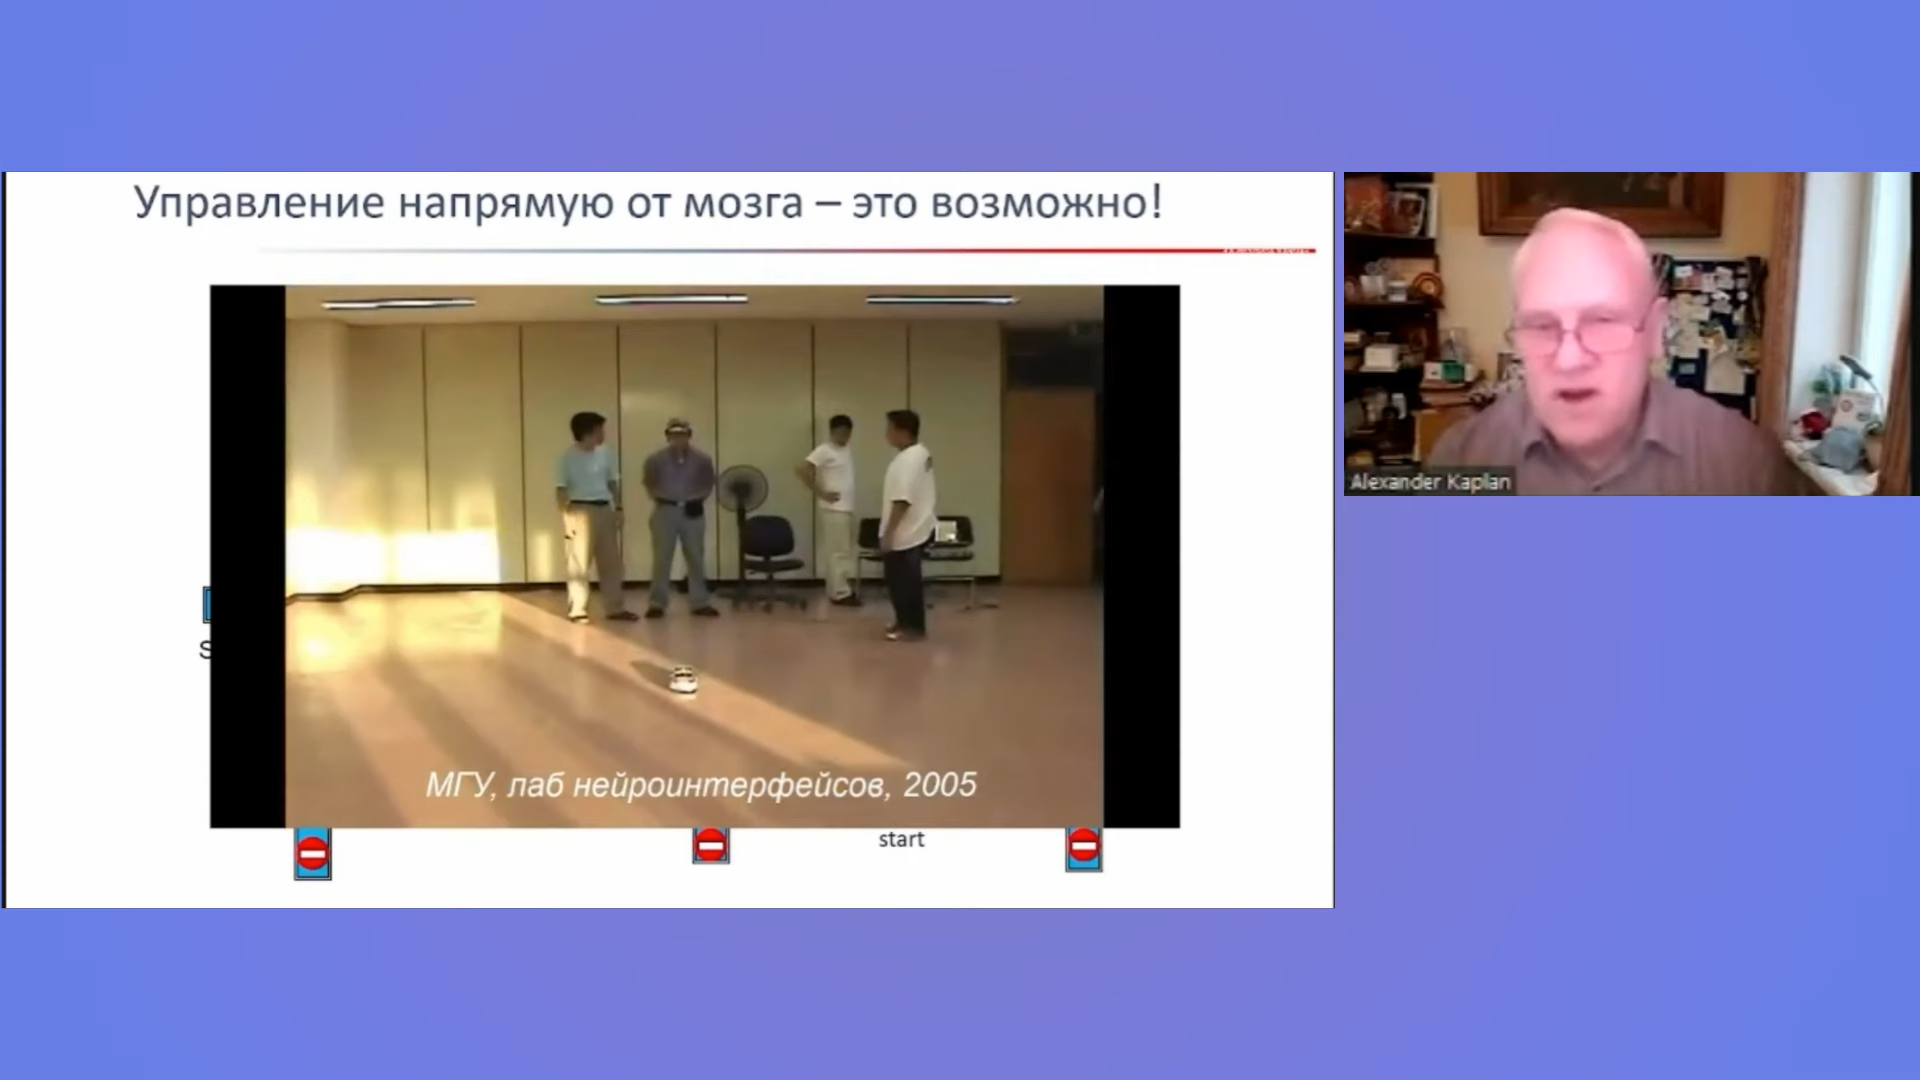 Управление напрямую от мозга – это возможно!
S
МГУ, лаб нейроинтерфейсов, 2005
start
Alexander Kaplan